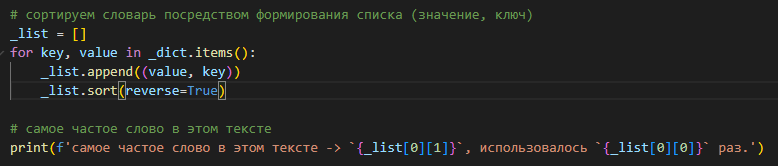 # сортируем словарь посредством формирования списка (значение, ключ)
_list = []
for key, value in _dict.items():
    _list.append((value, key))
    _list.sort(reverse=True)

# самое частое слово в этом тексте
print(f'самое частое слово в этом тексте -> `{_list[0][1]}`, использовалось `{_list[0][0]}` раз.')